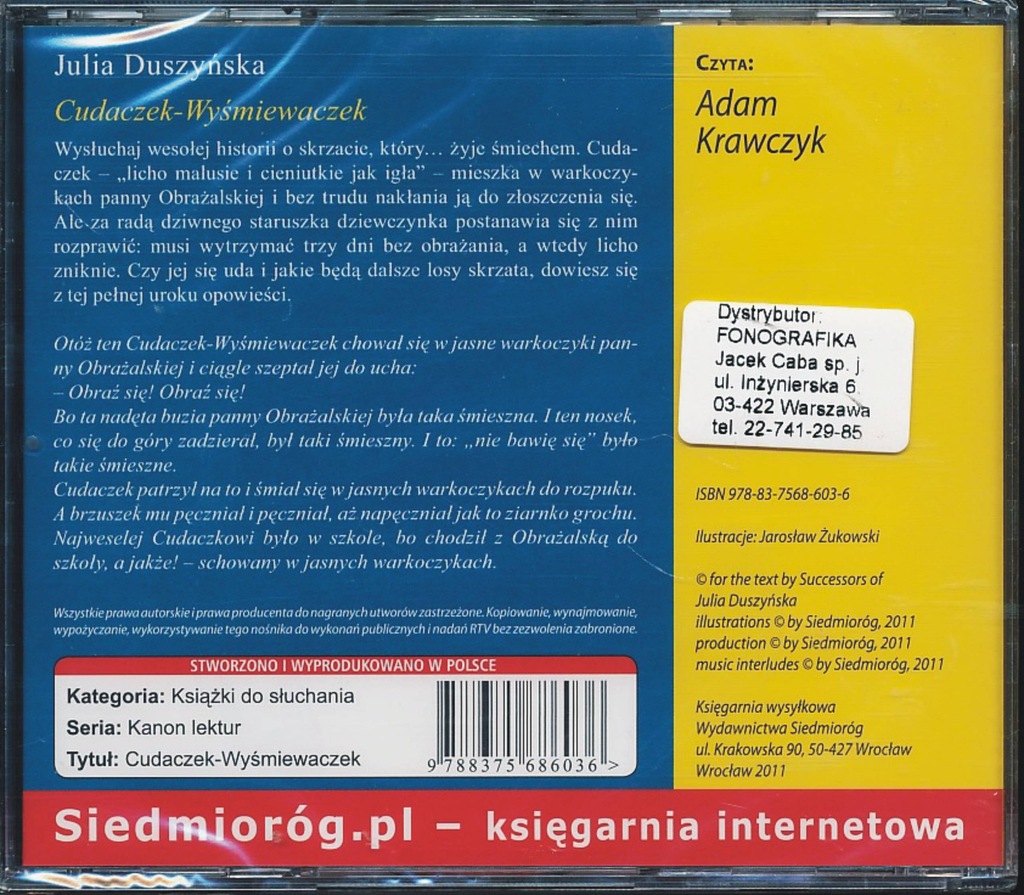 Julia Duszyńska
Cudaczek-Wyśmiewaczek
Wysłuchaj wesołej historii o skrzacie, który... żyje śmiechem. Cuda-
czek – „licho malusie i cieniutkie jak igła” – mieszka w warkoczy-
kach panny Obrażalskiej i bez trudu nakłania ją do złoszczenia się.
Ale za radą dziwnego staruszka dziewczynka postanawia się z nim
rozprawić: musi wytrzymać trzy dni bez obrażania, a wtedy licho
zniknie. Czy jej się uda i jakie będą dalsze losy skrzata, dowiesz się
z tej pełnej uroku opowieści.
Otóż ten Cudaczek-Wyśmiewaczek chował się w jasne warkoczyki pan-
ny Obrażalskiej i ciągle szeptał jej do ucha:
– Obraź się! Obraź się!
Bo ta nadęta buzia panny Obrażalskiej była taka śmieszna. I ten nosek,
co się do góry zadzierał, był taki śmieszny. I to: „nie bawię się” było
takie śmieszne.
Cudaczek patrzył na to i śmiał się w jasnych warkoczykach do rozpuku.
A brzuszek mu pęczniał i pęczniał, aż napęczniał jak to ziarnko grochu.
Najweselej Cudaczkowi było w szkole, bo chodził z Obrażalską do
szkoły, a jakże! – schowany w jasnych warkoczykach.
Wszystkie prawa autorskie i prawa producenta do nagranych utworów zastrzeżone. Kopiowanie, wynajmowanie,
wypożyczanie, wykorzystywanie tego nośnika do wykonań publicznych i nadań RTV bez zezwolenia zabronione.
STWORZONO I WYPRODUKOWANO W POLSCE
Kategoria: Książki do słuchania
Seria: Kanon lektur
Tytuł: Cudaczek-Wyśmiewaczek
9 788375 686036 >
Czyta:
Adam
Krawczyk
Dystrybutor:
FONOGRAFIKA
Jacek Caba sp. j.
ul. Inżynierska 6
03-422 Warszawa
tel. 22-741-29-85
ISBN 978-83-7568-603-6
Ilustracje: Jarosław Żukowski
© for the text by Successors of
Julia Duszyńska
illustrations © by Siedmioróg, 2011
production © by Siedmioróg, 2011
music interludes © by Siedmioróg, 2011
Księgarnia wysyłkowa
Wydawnictwa Siedmioróg
ul. Krakowska 90, 50-427 Wrocław
Wrocław 2011
Siedmioróg.pl – księgarnia internetowa